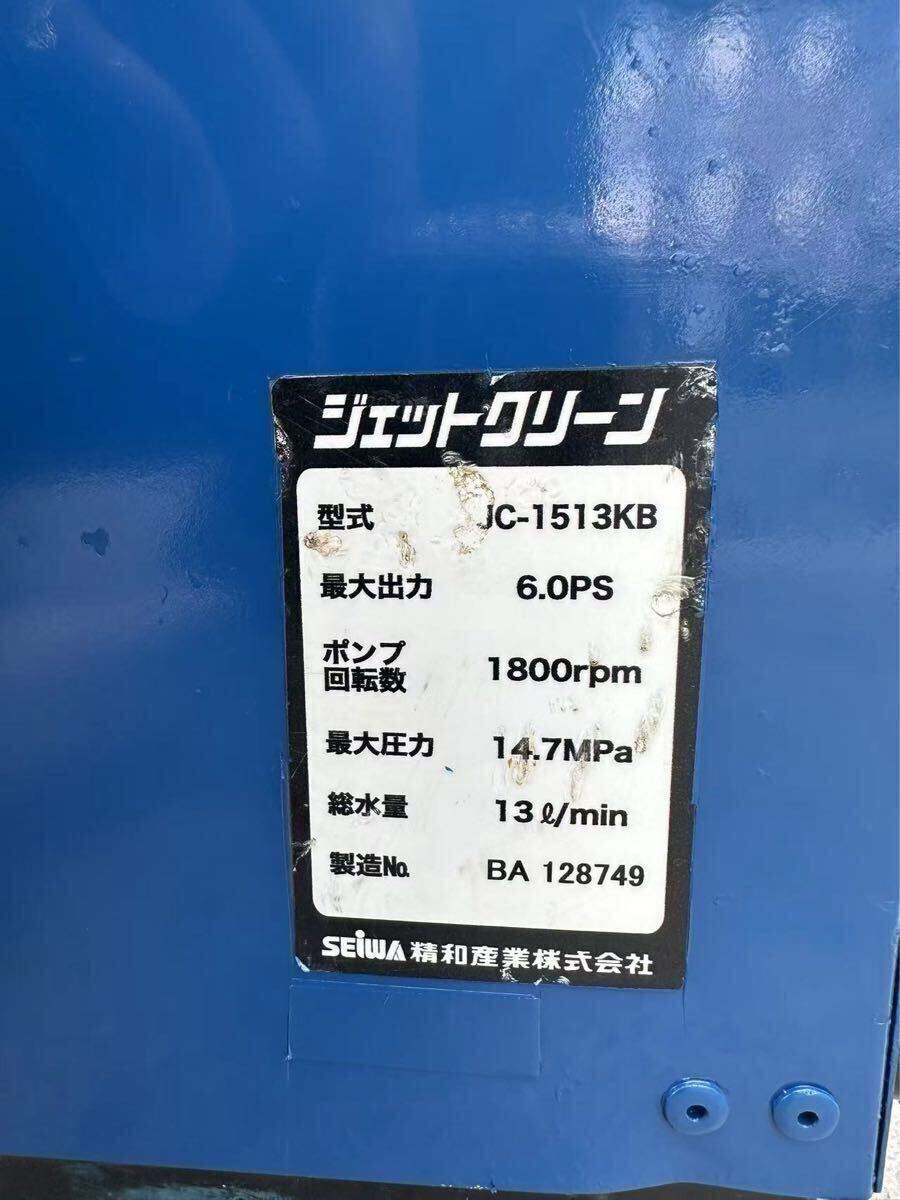 ジェットクリーン
型式 JC-1513KB
最大出力 6.0PS
ポンプ
回転数 1800rpm
最大圧力 14.7MPa
総水量 13ℓ/min
製造№ BA 128749
SEIWA 精和産業株式会社